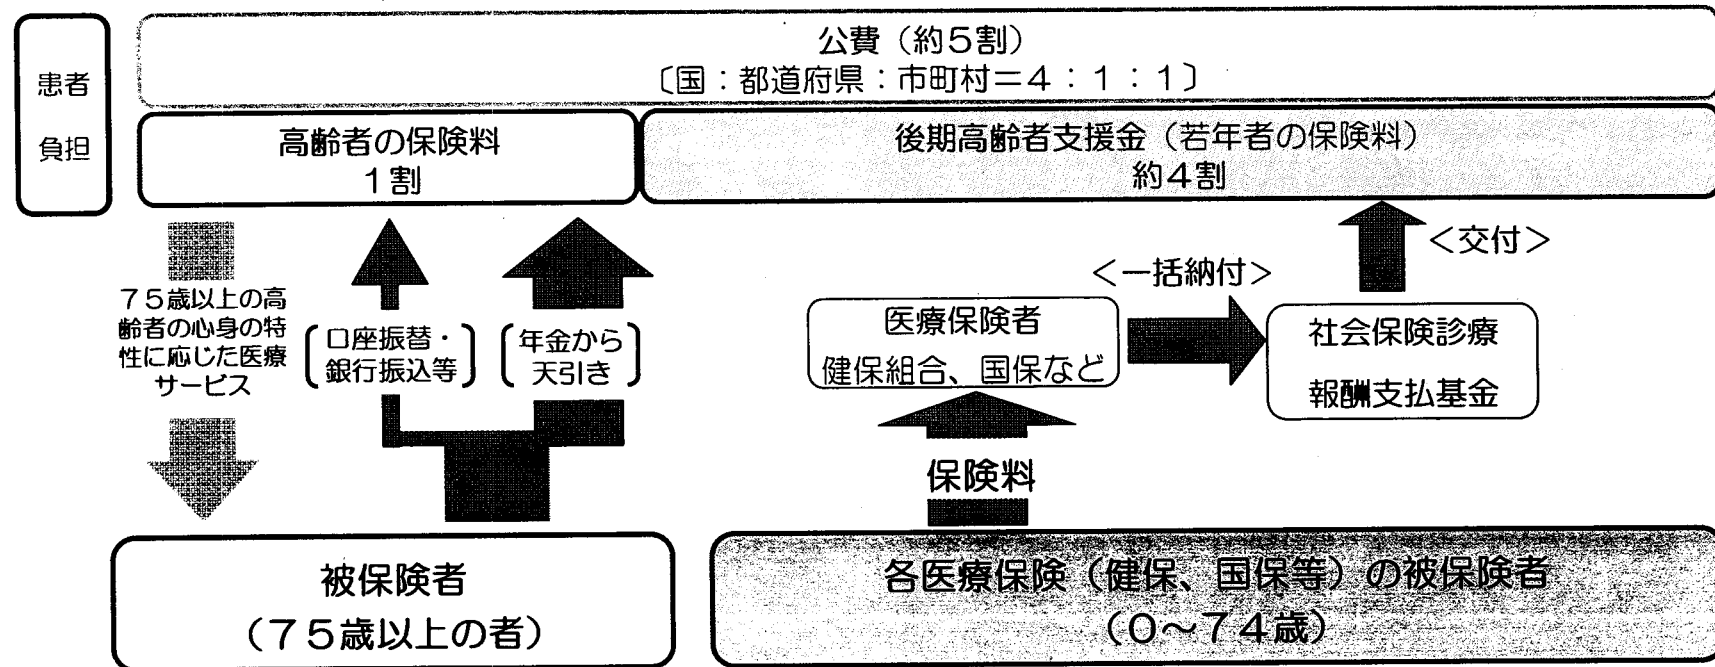 患者
負担
公費（約５割）
〔国：都道府県：市町村＝４：１：１〕
高齢者の保険料
１割
後期高齢者支援金（若年者の保険料）
約４割
＜交付＞
＜一括納付＞
７５歳以上の高
齢者の心身の特
性に応じた医療
サービス
口座振替・
銀行振込等
年金から
天引き
医療保険者
健保組合、国保など
社会保険診療
報酬支払基金
保険料
被保険者
（７５歳以上の者）
各医療保険（健保、国保等）の被保険者
（０～７４歳）